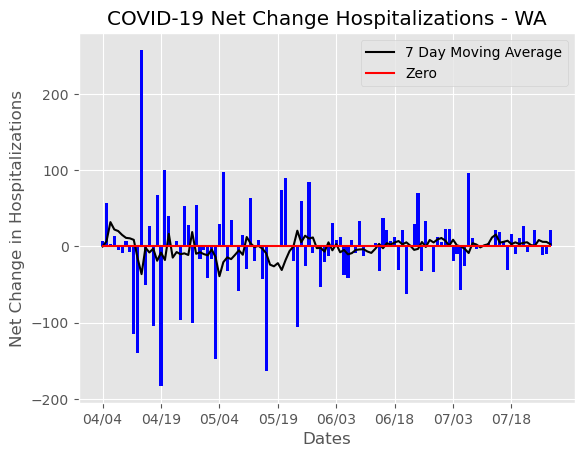 COVID-19 Net Change Hospitalizations - WA
7 Day Moving Average
Zero
Net Change in Hospitalizations
200
100
0
−100
−200
04/04 04/19 05/04 05/19 06/03 06/18 07/03 07/18
Dates